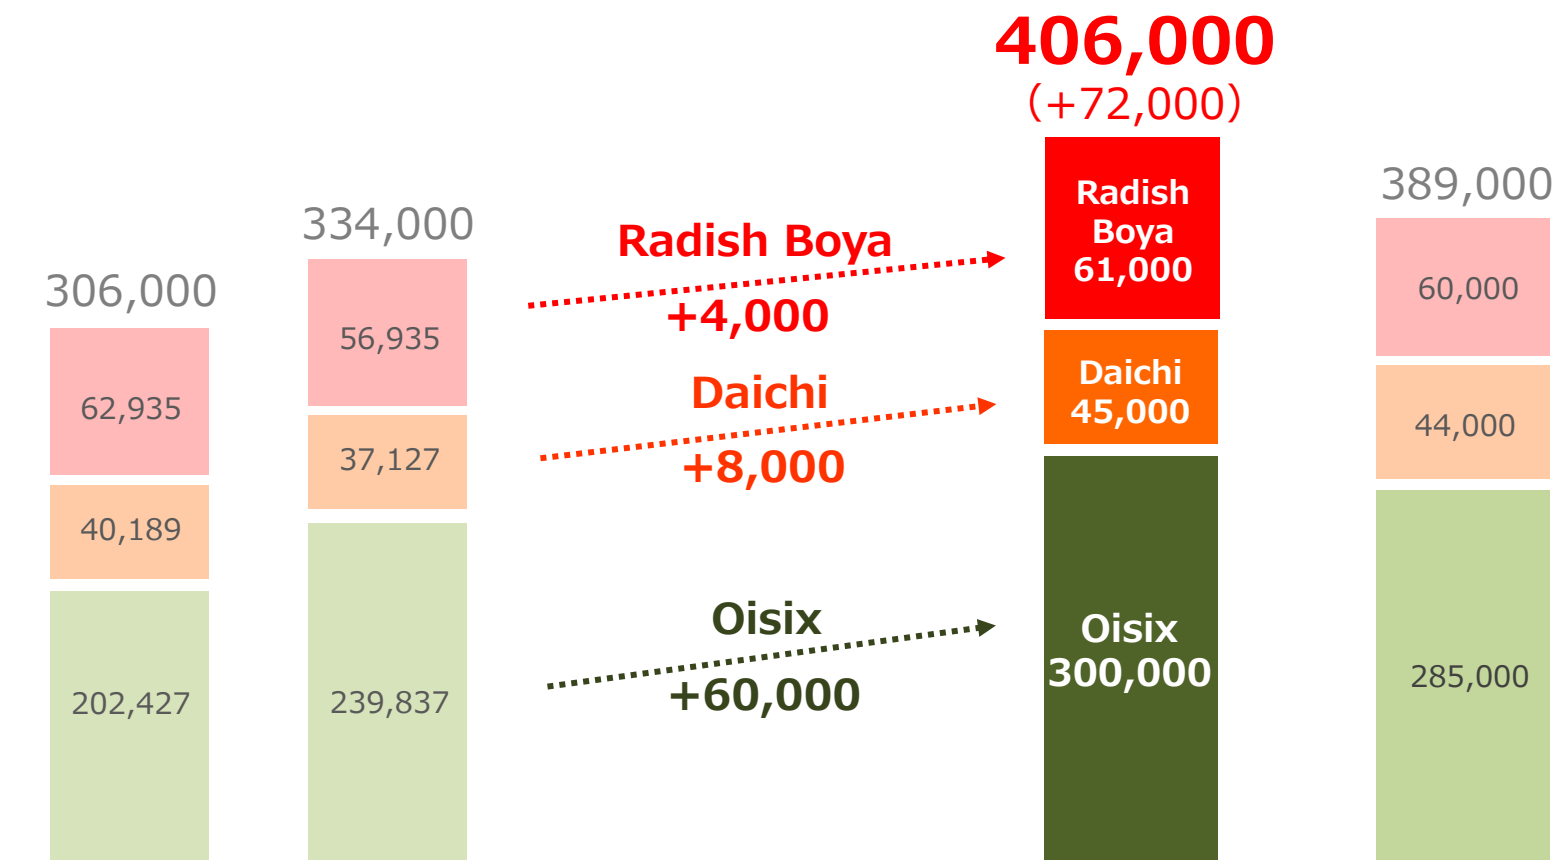 306,000
62,935
40,189
202,427
334,000
56,935
37,127
239,837
Radish Boya
+4,000
Daichi
+8,000
Oisix
+60,000
406,000
（+72,000）
Radish
Boya
61,000
Daichi
45,000
Oisix
300,000
389,000
60,000
44,000
285,000